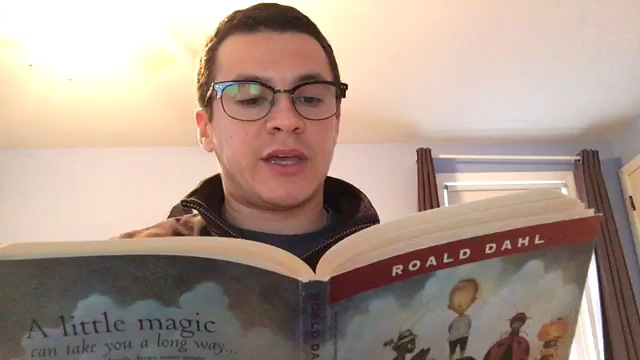 A little magic
can take you a long way...
ROALD DA
ROALD DAHL